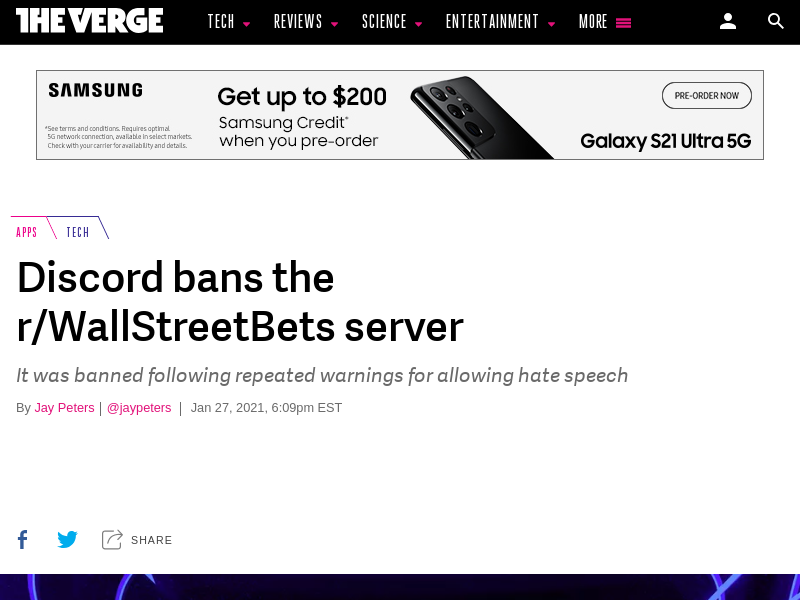 THE VERGE
TECH REVIEWS SCIENCE ENTERTAINMENT MORE
SAMSUNG
*See terms and conditions. Requires optimal
5G network connection, available in select markets.
Check with your carrier for availability and details.
Get up to $200
Samsung Credit*
when you pre-order
PRE-ORDER NOW
Galaxy S21 Ultra 5G
APPS TECH
Discord bans the
r/WallStreetBets server
It was banned following repeated warnings for allowing hate speech
By Jay Peters | @jaypeters | Jan 27, 2021, 6:09pm EST
SHARE